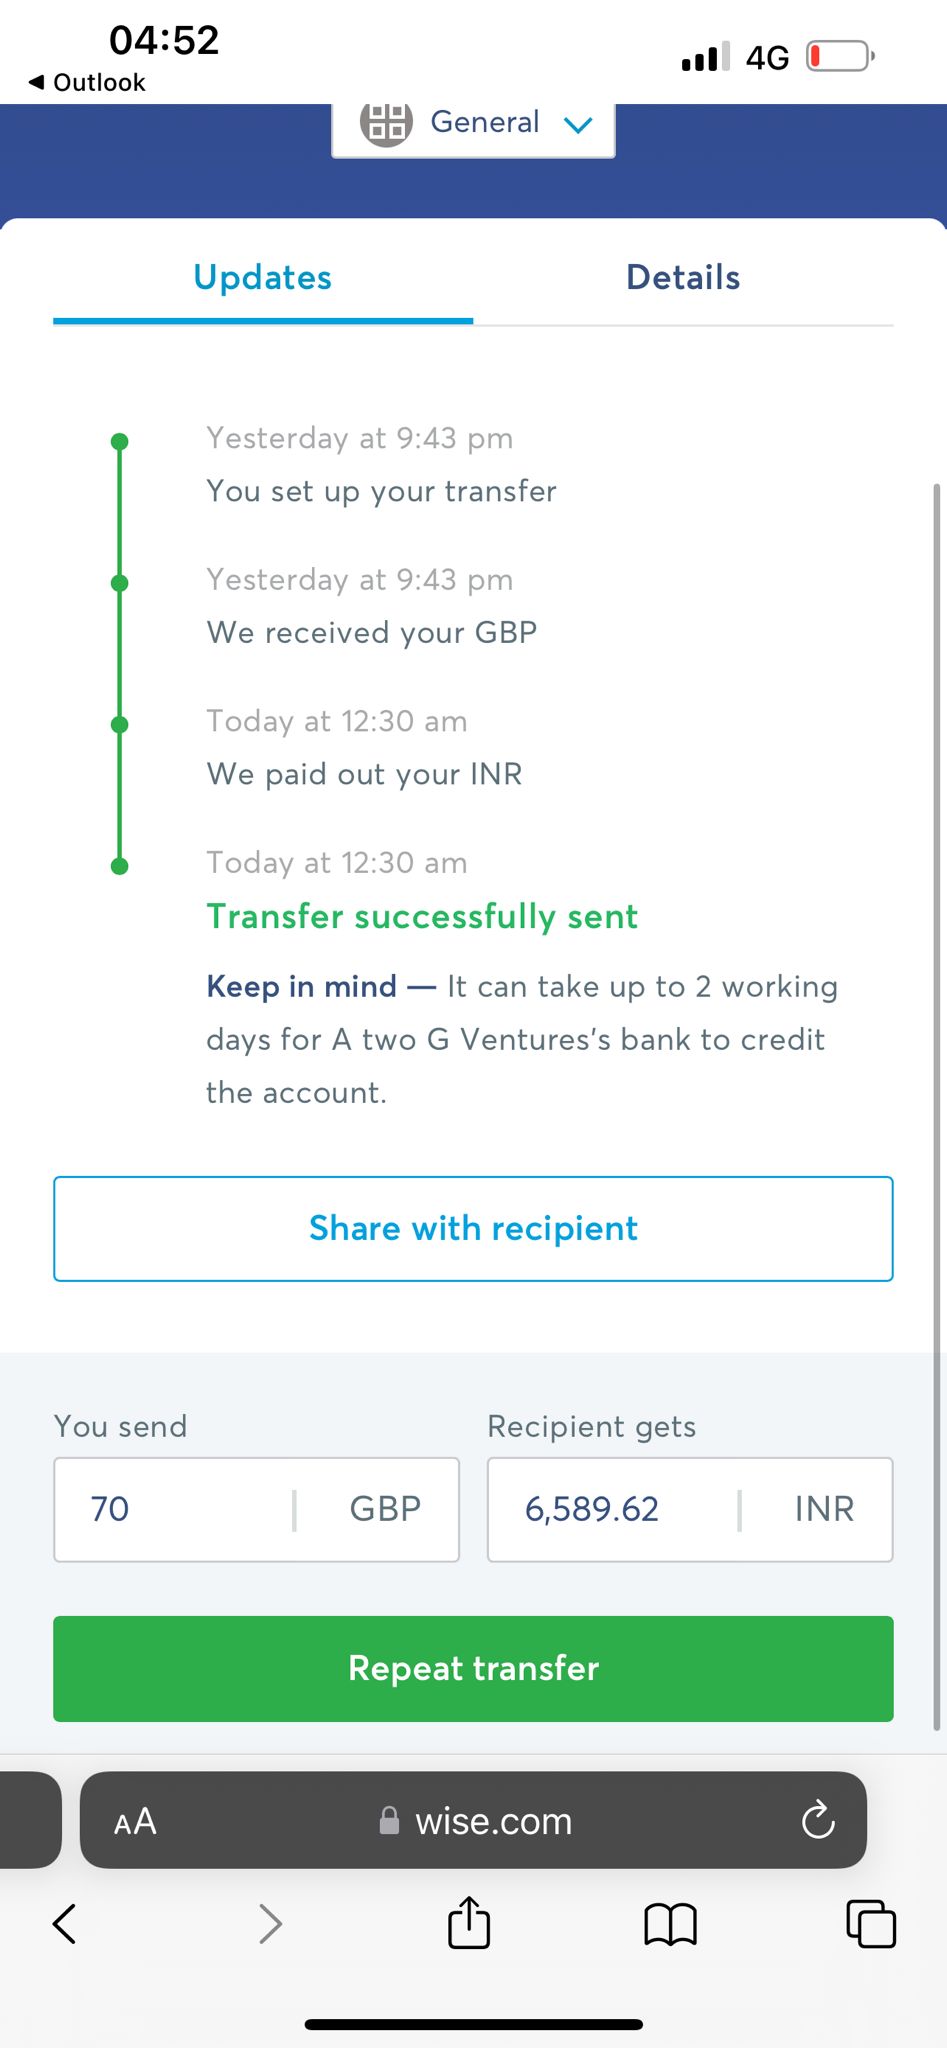 04:52
4G
Outlook
General
Updates
Details
Yesterday at 9:43 pm
You set up your transfer
Yesterday at 9:43 pm
We received your GBP
Today at 12:30 am
We paid out your INR
Today at 12:30 am
Transfer successfully sent
Keep in mind — It can take up to 2 working
days for A two G Ventures’s bank to credit
the account.
Share with recipient
You send
Recipient gets
70 GBP
6,589.62 INR
Repeat transfer
AA
wise.com